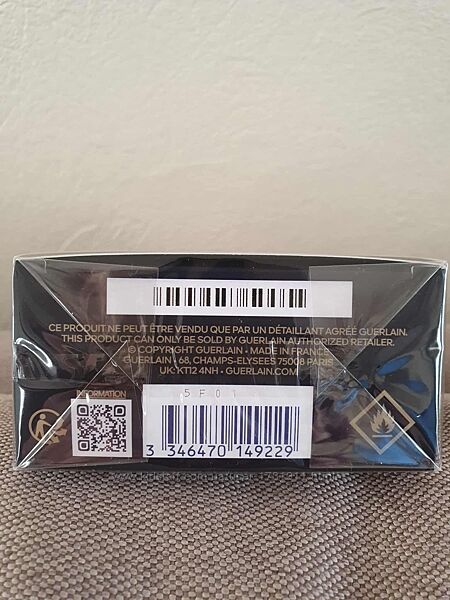 CE PRODUIT NE PEUT ÊTRE VENDU QUE PAR UN DÉTAILLANT AGRÉÉ GUERLAIN.
THIS PRODUCT CAN ONLY BE SOLD BY GUERLAIN AUTHORIZED RETAILER.
© COPYRIGHT GUERLAIN - MADE IN FRANCE
GUERLAIN • 68, CHAMPS-ELYSEES 75008 PARIS
UK: KT12 4NH • GUERLAIN.COM
INFORMATION
5F01
3 346470 149229